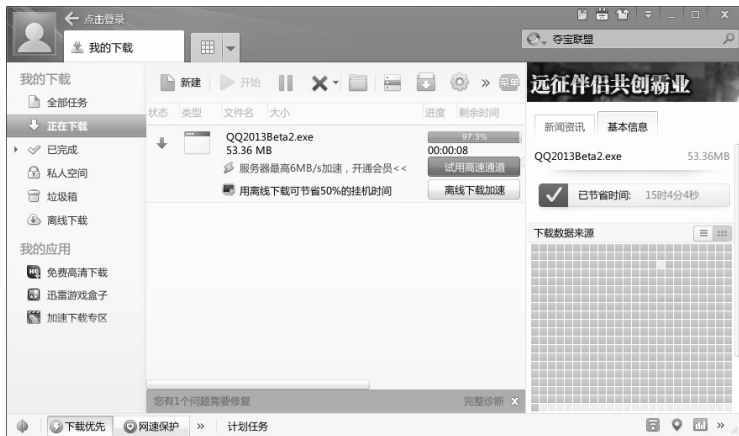 点击登录
我的下载
夺宝联盟
我的下载
全部任务
正在下载
已完成
私人空间
垃圾箱
离线下载
我的应用
免费高清下载
迅雷游戏盒子
加速下载专区
新建 开始 菜单
状态 类型 文件名 大小 进度 剩余时间
QQ2013Beta2.exe 97.3%
53.36 MB 00:00:08
服务器最高6MB/s加速，开通会员<< 试用高速通道
用离线下载可节省50%的挂机时间 离线下载加速
您有1个问题需要修复 完整诊断 X
远征伴侣共创霸业
新闻资讯 基本信息
QQ2013Beta2.exe 53.36MB
已节省时间: 15时4分4秒
下载数据来源
下载优先 网速保护 » 计划任务 »